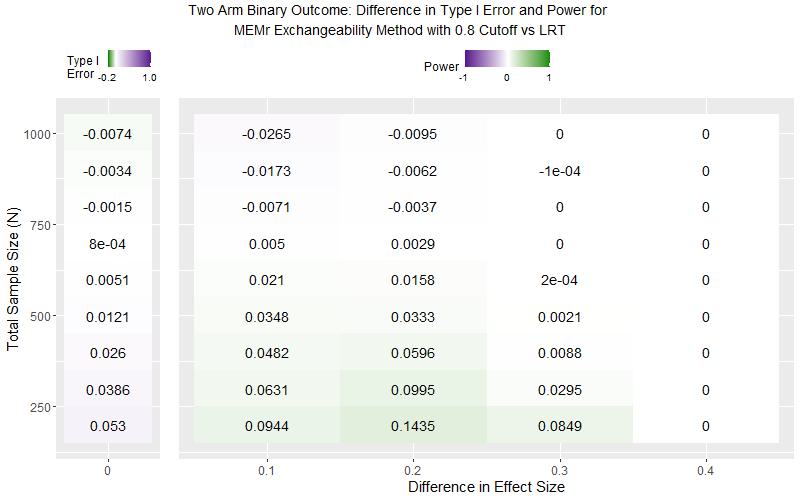 Two Arm Binary Outcome: Difference in Type I Error and Power for
MEMr Exchangeability Method with 0.8 Cutoff vs LRT
Type I
Error -0.2 1.0
Power -1 0 1
Total Sample Size (N)
1000 -0.0074 -0.0265 -0.0095 0 0
-0.0034 -0.0173 -0.0062 -1e-04 0
-0.0015 -0.0071 -0.0037 0 0
750
8e-04 0.005 0.0029 0 0
0.0051 0.021 0.0158 2e-04 0
500 0.0121 0.0348 0.0333 0.0021 0
0.026 0.0482 0.0596 0.0088 0
0.0386 0.0631 0.0995 0.0295 0
250
0.053 0.0944 0.1435 0.0849 0
0 0.1 0.2 0.3 0.4
Difference in Effect Size